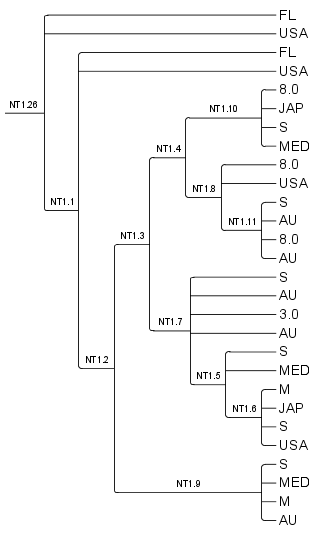 FL
USA
FL
USA
8.0
NT1.26
NT1.10
JAP
S
NT1.4
MED
8.0
NT1.8
USA
S
NT1.1
NT1.11
AU
NT1.3
8.0
AU
S
AU
3.0
NT1.7
AU
S
NT1.2
MED
NT1.5
M
NT1.6
JAP
S
USA
S
NT1.9
MED
M
AU